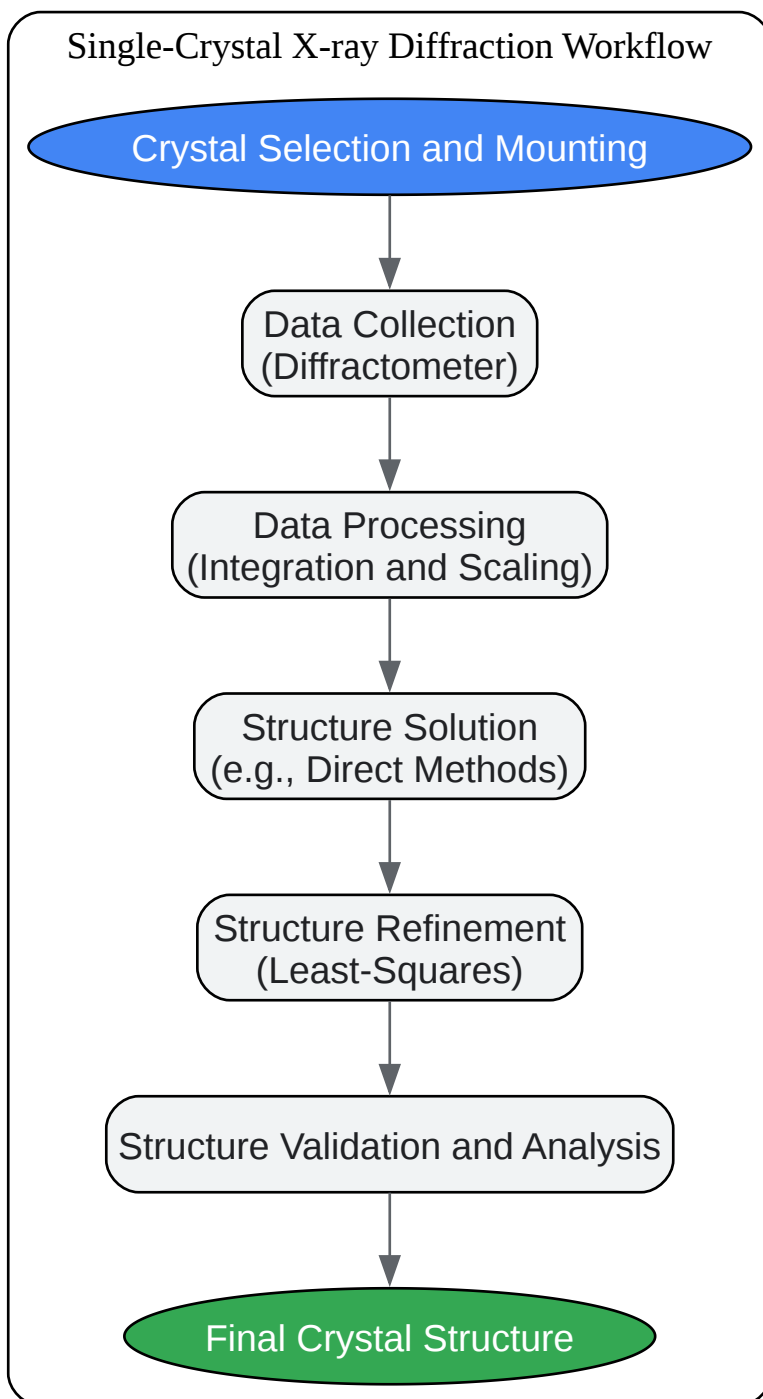 Single-Crystal X-ray Diffraction Workflow
Crystal Selection and Mounting
Data Collection
(Diffractometer)
Data Processing
(Integration and Scaling)
Structure Solution
(e.g., Direct Methods)
Structure Refinement
(Least-Squares)
Structure Validation and Analysis
Final Crystal Structure